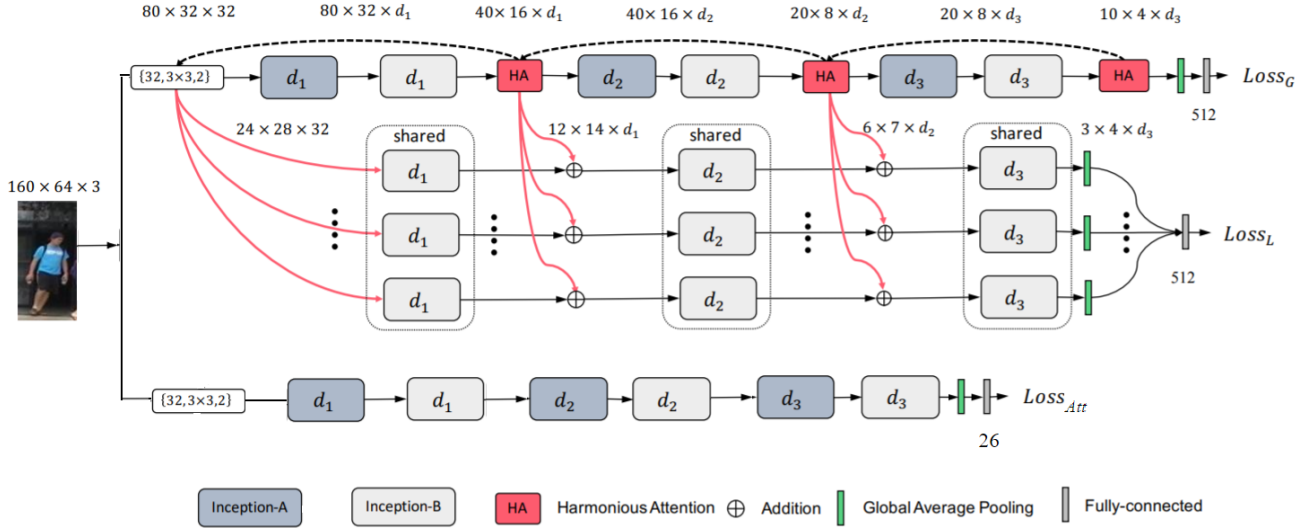 80 × 32 × 32 80 × 32 × d₁ 40× 16 × d₁ 40× 16 × d₂ 20× 8 × d₂ 20 × 8 × d₃ 10 × 4 × d₃
{32,3×3,2} d₁ d₁ HA d₂ d₂ HA d₃ d₃ HA Loss_G
512
24 × 28 × 32 shared 12 × 14 × d₁ shared 6 × 7 × d₂ shared 3 × 4 × d₃
d₁ d₂ d₃
160 × 64 × 3
d₁ d₂ d₃ Loss_L
512
d₁ d₂ d₃
{32,3×3,2} d₁ d₁ d₂ d₂ d₃ d₃ Loss_Att
26
Inception-A Inception-B HA Harmonious Attention Addition Global Average Pooling Fully-connected